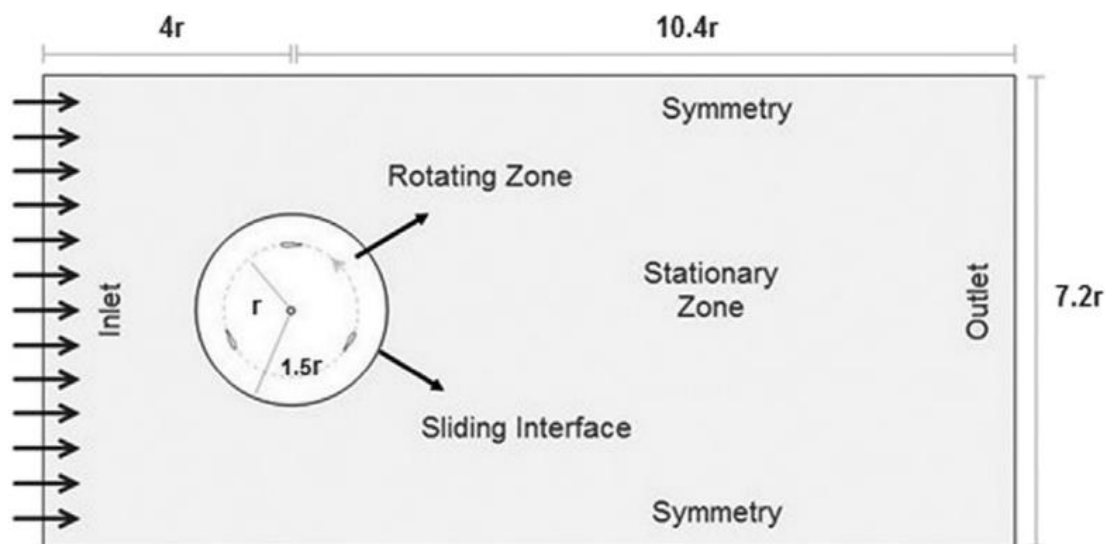 4r
10.4r
Symmetry
Rotating Zone
Stationary
Zone
Inlet
r
1.5r
Outlet
7.2r
Sliding Interface
Symmetry